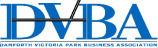 DVBA
DANFORTH VICTORIA PARK BUSINESS ASSOCIATION